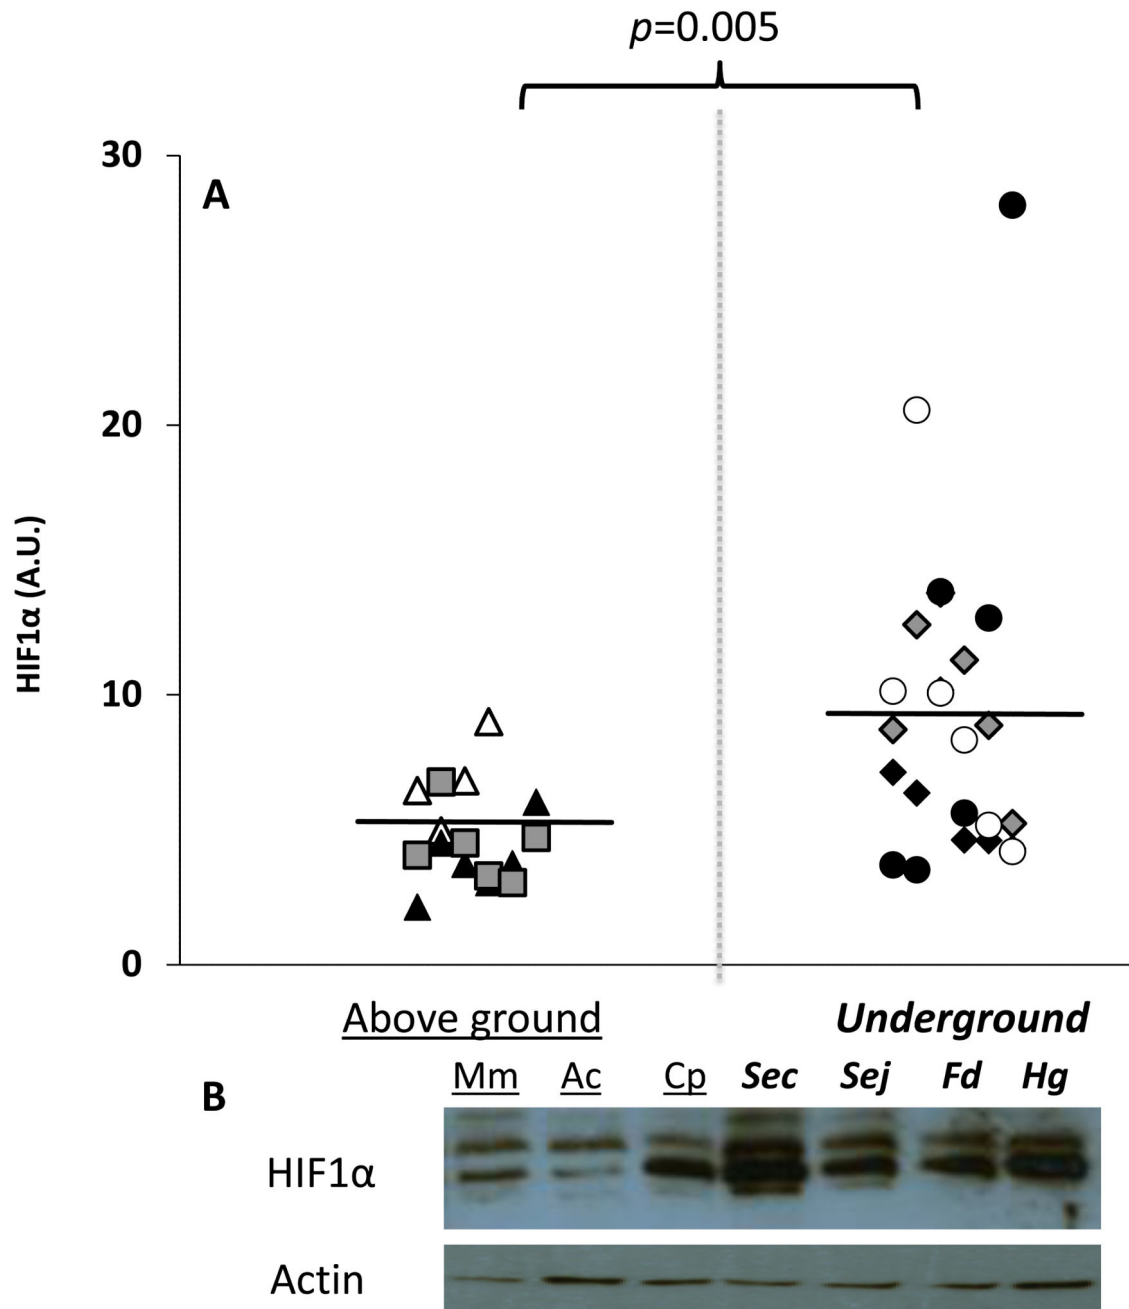 p=0.005
30
A
20
HIF1α (A.U.)
10
0
Above ground Underground
B Mm Ac Cp Sec Sej Fd Hg
HIF1α
Actin